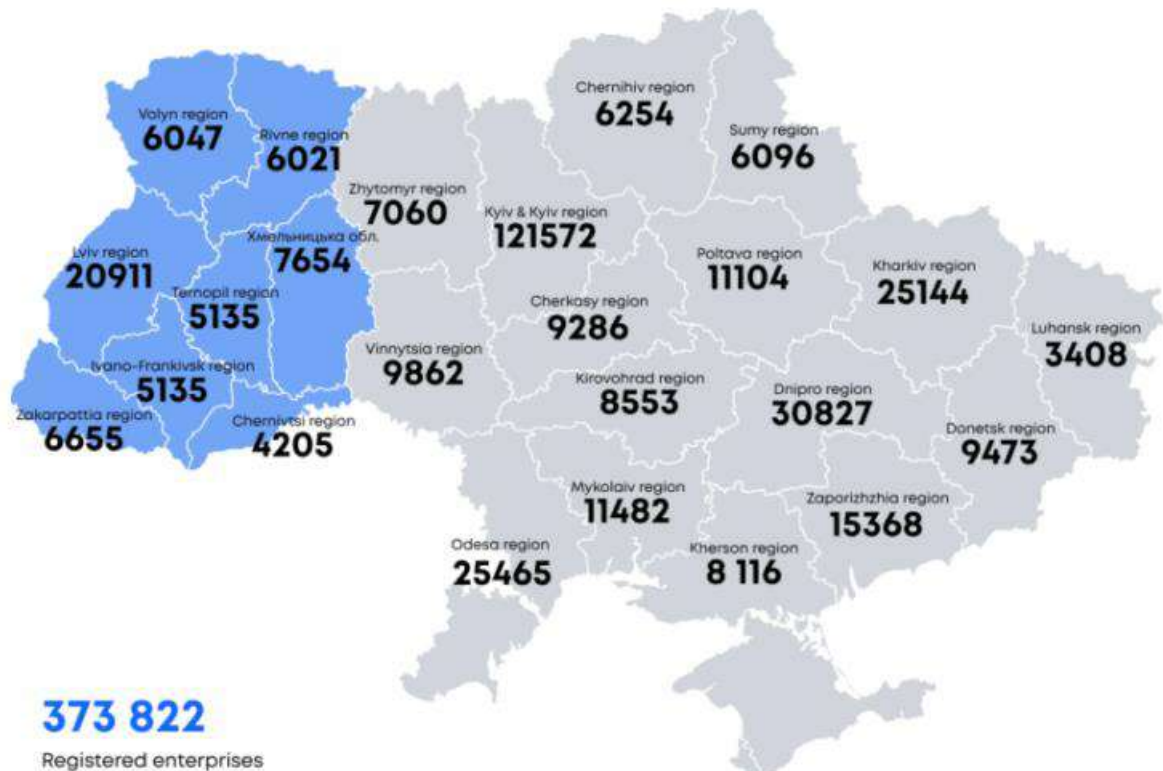 Chernihiv region
6254
Volyn region
6047
Rivne region
6021
Sumy region
6096
Zhytomyr region
7060
Kyiv & Kyiv region
121572
Lviv region
20911
Хмельницька обл.
7654
Poltava region
11104
Kharkiv region
25144
Ternopil region
5135
Cherkasy region
9286
Luhansk region
3408
Vinnytsia region
9862
Ivano-Frankivsk region
5135
Kirovohrad region
8553
Dnipro region
30827
Zakarpattia region
6655
Chernivtsi region
4205
Donetsk region
9473
Mykolaiv region
11482
Zaporizhzhia region
15368
Odesa region
25465
Kherson region
8 116
373 822
Registered enterprises